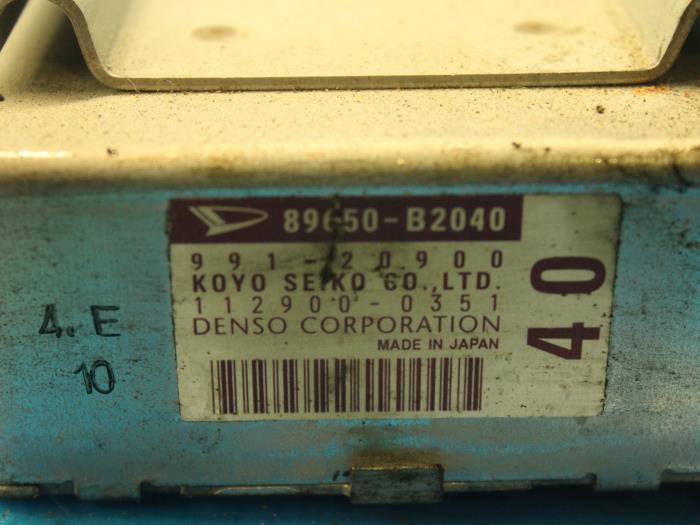 89650-B2040
991-20900
KOYO SEIKO CO.,LTD.
112900-0351
DENSO CORPORATION
MADE IN JAPAN
40
4.E
10